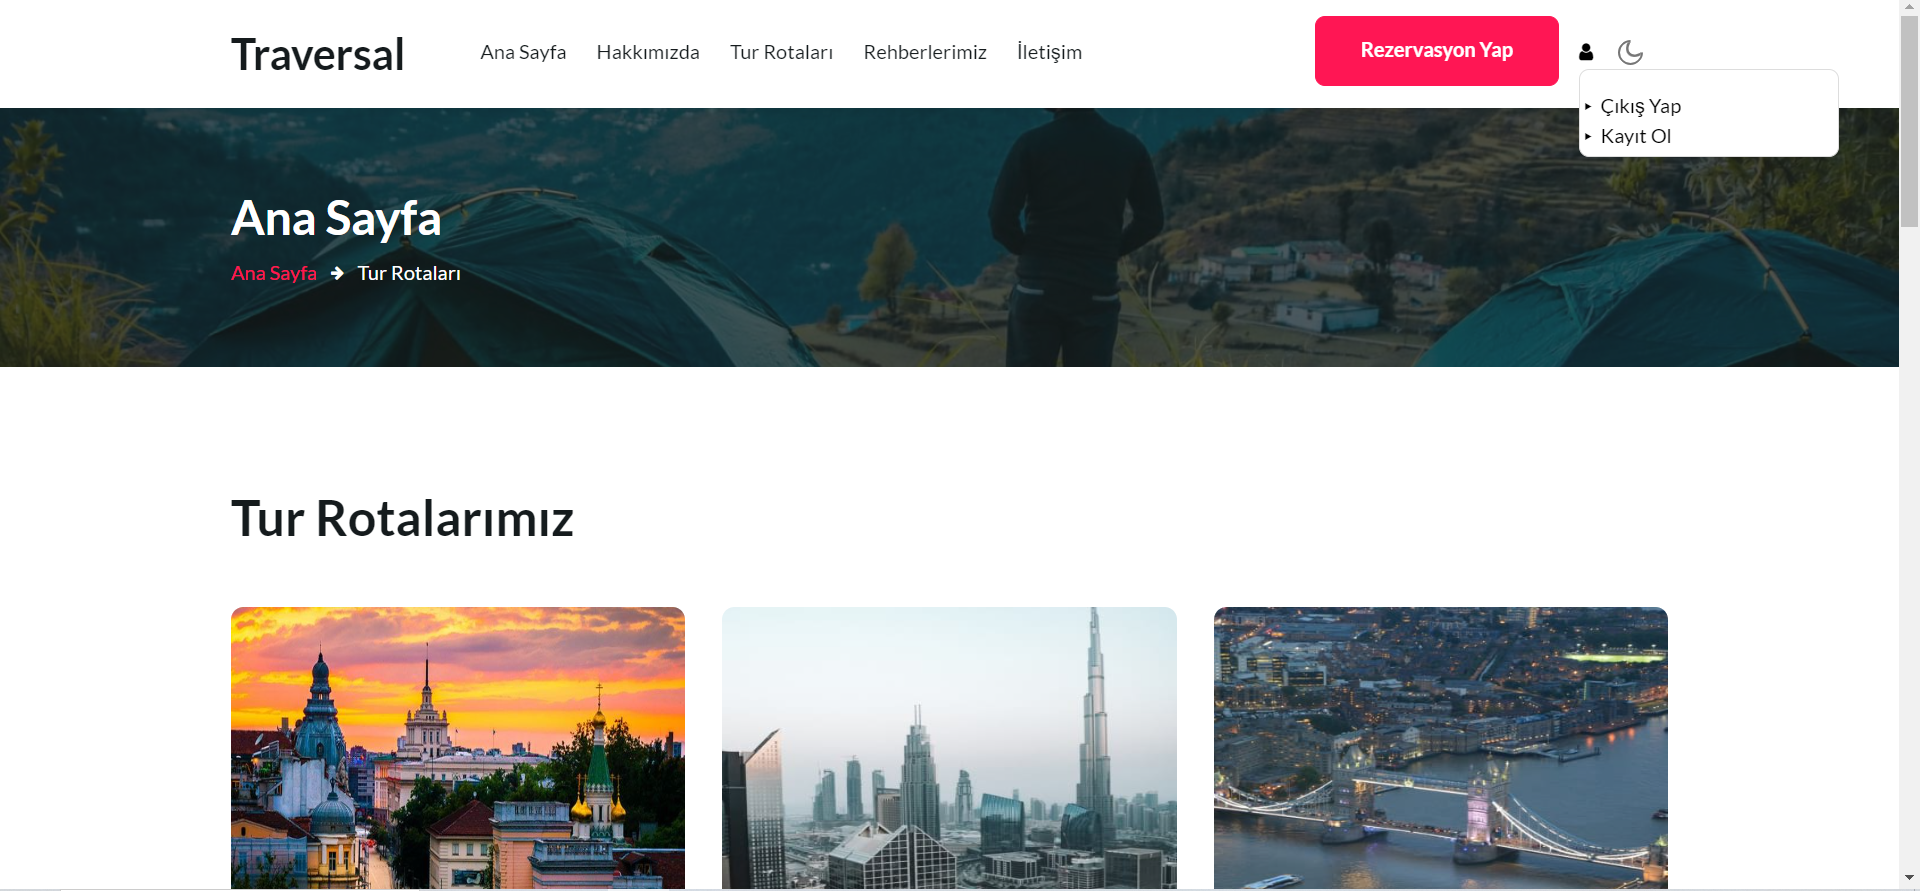 Traversal
Ana Sayfa
Hakkımızda
Tur Rotaları
Rehberlerimiz
İletişim
Rezervasyon Yap
Çıkış Yap
Kayıt Ol
Ana Sayfa
Ana Sayfa
Tur Rotaları
Tur Rotalarımız